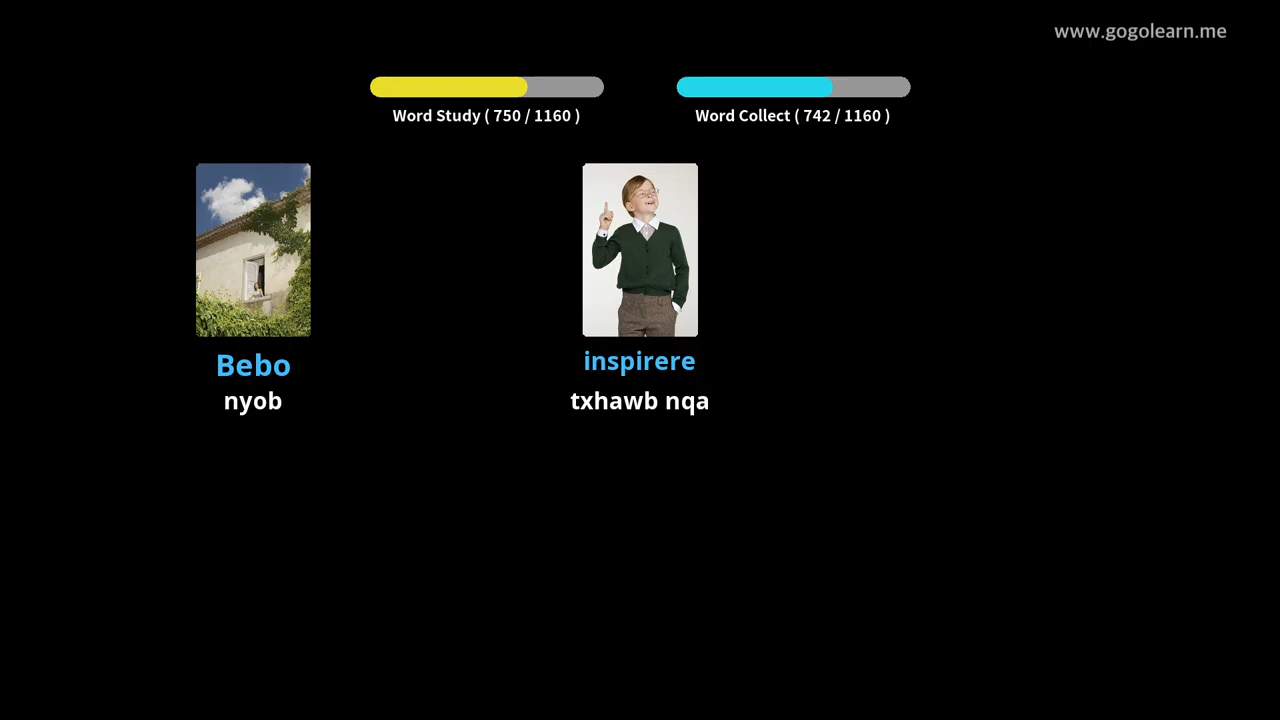 www.gogolearn.me
Word Study ( 750 / 1160 )
Word Collect ( 742 / 1160 )
Bebo
nyob
inspirere
txhawb nqa